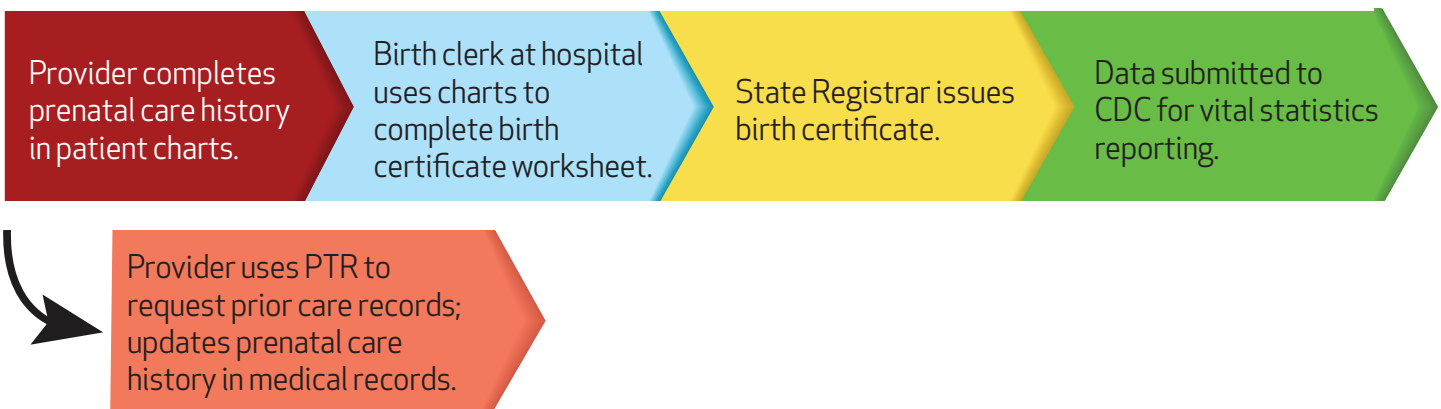 Provider completes
prenatal care history
in patient charts.
Birth clerk at hospital
uses charts to
complete birth
certificate worksheet.
State Registrar issues
birth certificate.
Data submitted to
CDC for vital statistics
reporting.
Provider uses PTR to
request prior care records;
updates prenatal care
history in medical records.